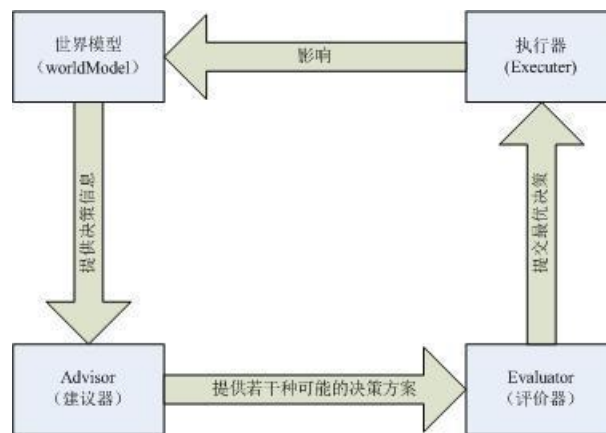 世界模型
（worldModel）
影响
执行器
(Executer)
提供决策信息
提交最优决策
Advisor
（建议器）
提供若干种可能的决策方案
Evaluator
（评价器）